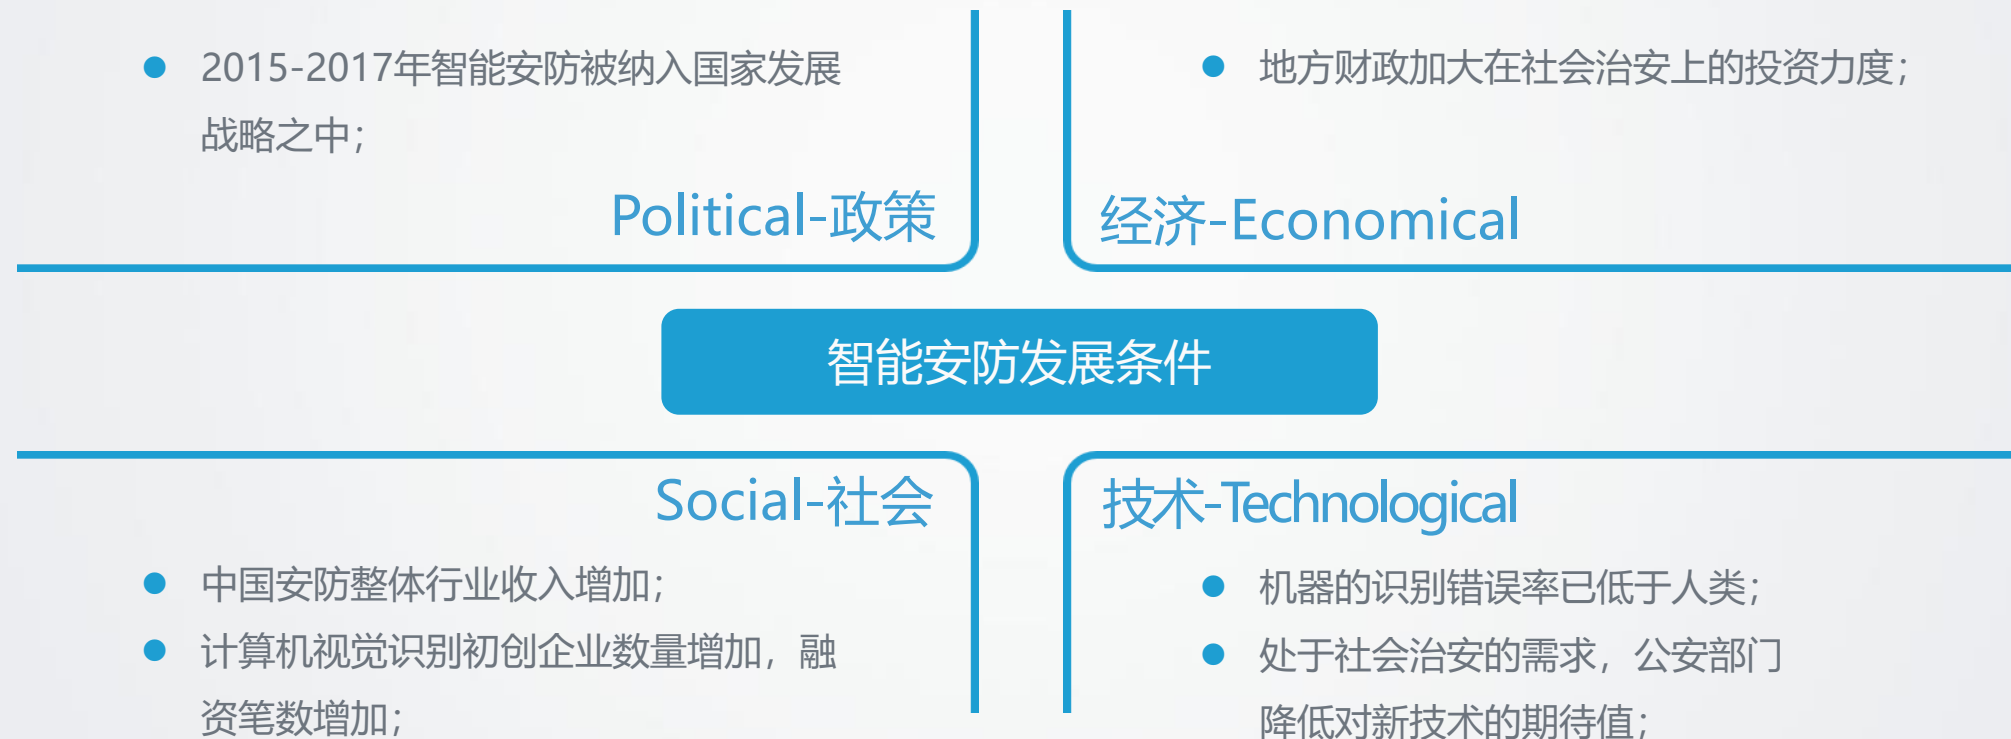 2015-2017年智能安防被纳入国家发展
战略之中；
Political-政策
地方财政加大在社会治安上的投资力度；
经济-Economical
智能安防发展条件
Social-社会
中国安防整体行业收入增加；
计算机视觉识别初创企业数量增加，融
资笔数增加；
技术-Technological
机器的识别错误率已低于人类；
处于社会治安的需求，公安部门
降低对新技术的期待值；